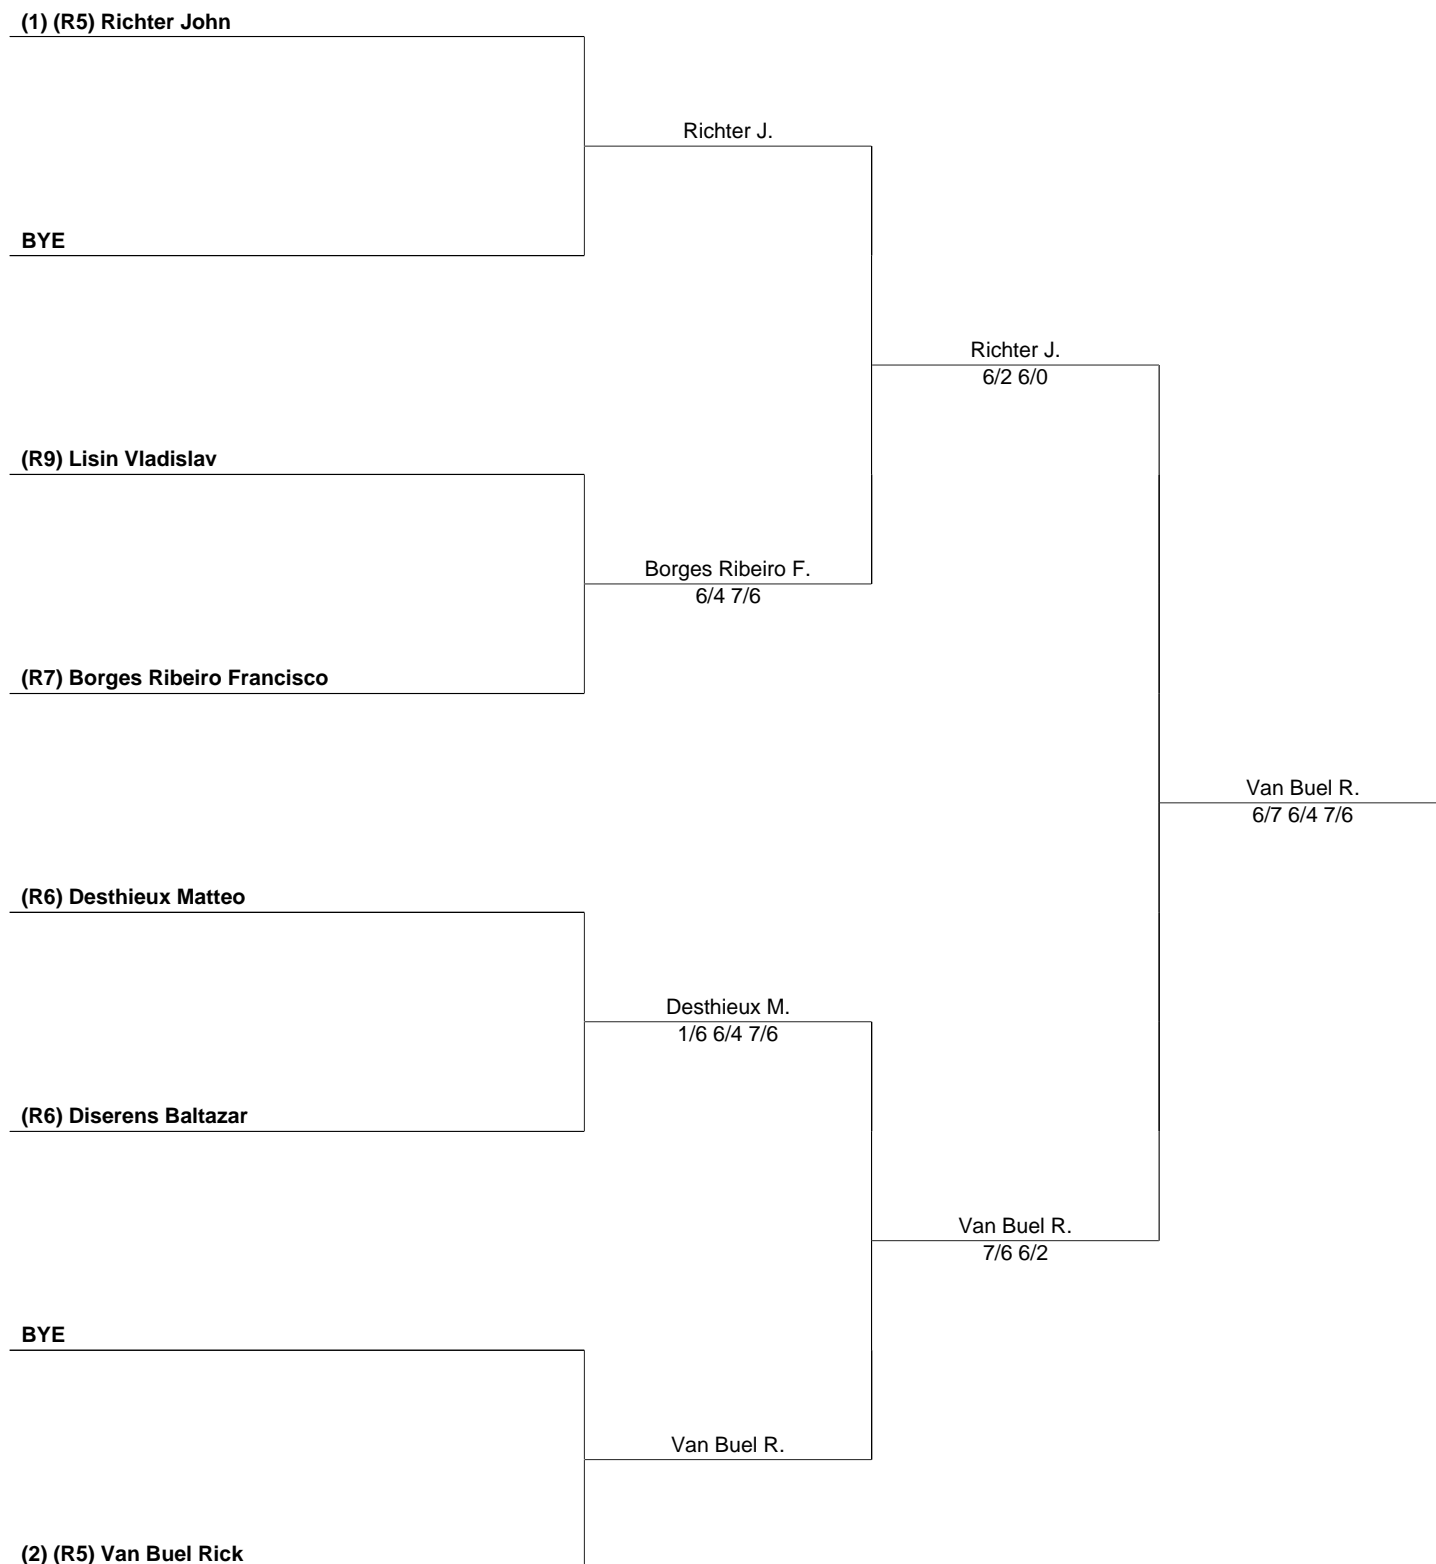 (1) (R5) Richter John
Richter J.
BYE
Richter J.
6/2 6/0
(R9) Lisin Vladislav
Borges Ribeiro F.
6/4 7/6
(R7) Borges Ribeiro Francisco
Van Buel R.
6/7 6/4 7/6
(R6) Desthieux Matteo
Desthieux M.
1/6 6/4 7/6
(R6) Diserens Baltazar
Van Buel R.
7/6 6/2
BYE
Van Buel R.
(2) (R5) Van Buel Rick